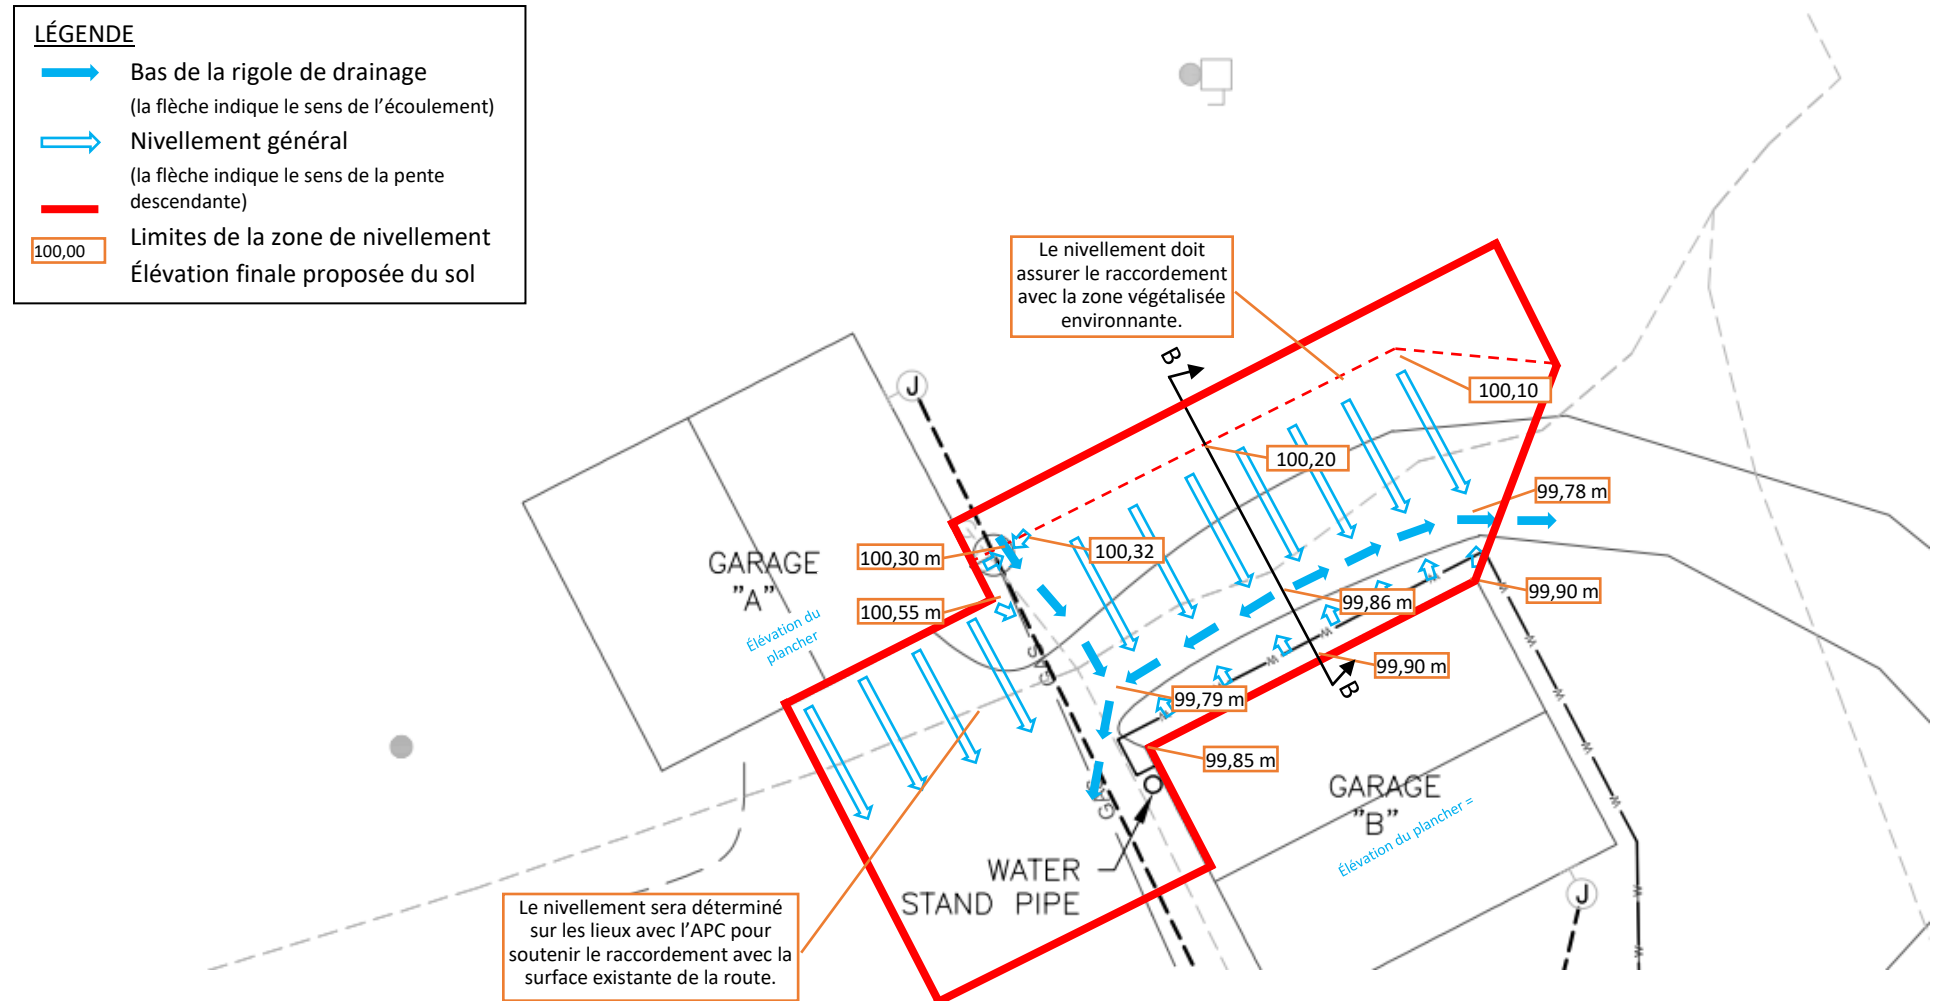 LÉGENDE
Bas de la rigole de drainage
(la flèche indique le sens de l’écoulement)
Nivellement général
(la flèche indique le sens de la pente
descendante)
Limites de la zone de nivellement
100,00
Élévation finale proposée du sol
Le nivellement doit
assurer le raccordement
avec la zone végétalisée
environnante.
B
J
100,10
100,20
99,78 m
100,30 m
100,32
GARAGE
"A"
Élévation du
plancher
100,55 m
99,86 m
99,90 m
GAS
W
W
W
99,90 m
B
99,79 m
W
W
99,85 m
GAS
GARAGE
"B"
Élévation du plancher =
W
WATER
STAND PIPE
J
W
W
Le nivellement sera déterminé
sur les lieux avec l’APC pour
soutenir le raccordement avec la
surface existante de la route.